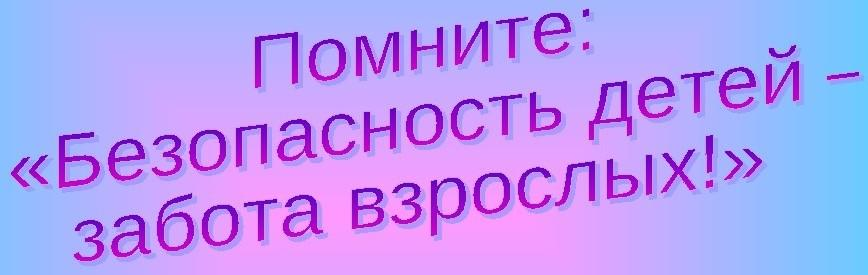 Помните:
«Безопасность детей –
забота взрослых!»